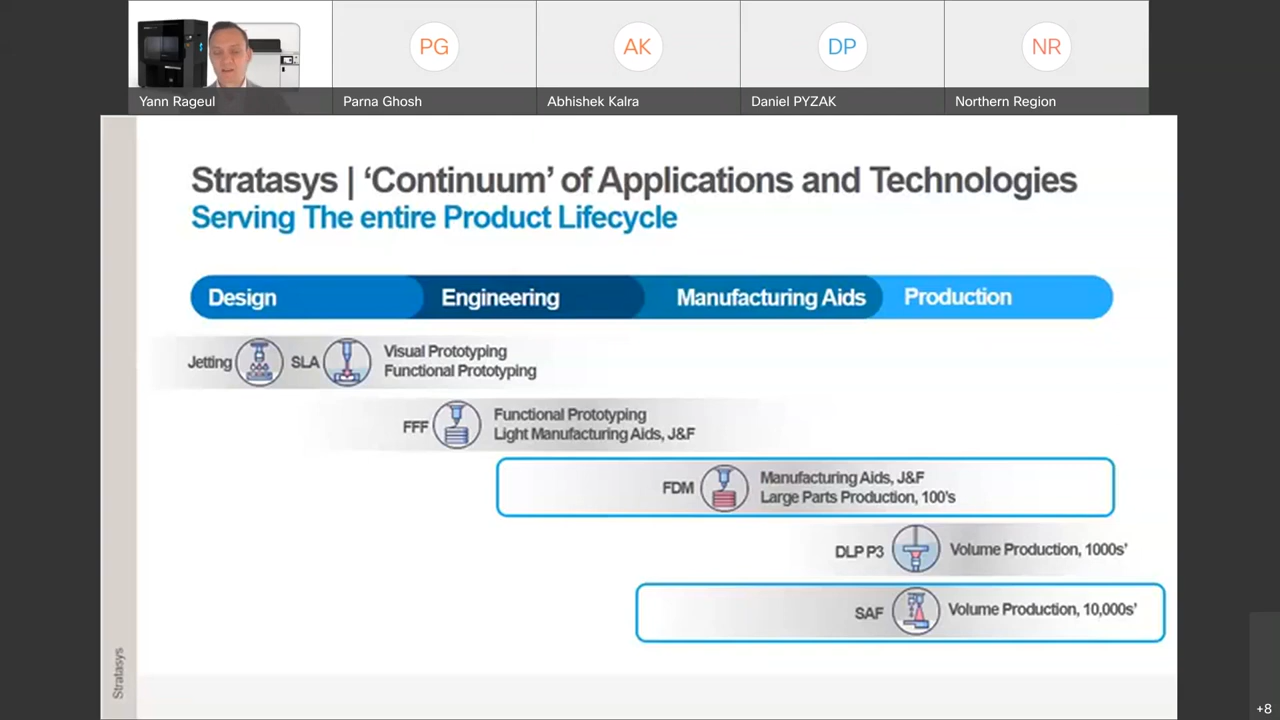 PG
AK
DP
NR
Yann Rageul
Parna Ghosh
Abhishek Kalra
Daniel PYZAK
Northern Region
Stratasys | ‘Continuum’ of Applications and Technologies
Serving The entire Product Lifecycle
Design
Engineering
Manufacturing Aids
Production
Jetting
SLA
Visual Prototyping
Functional Prototyping
FFF
Functional Prototyping
Light Manufacturing Aids, J&F
FDM
Manufacturing Aids, J&F
Large Parts Production, 100's
DLP P3
Volume Production, 1000s'
SAF
Volume Production, 10,000s'
Stratasys
+8